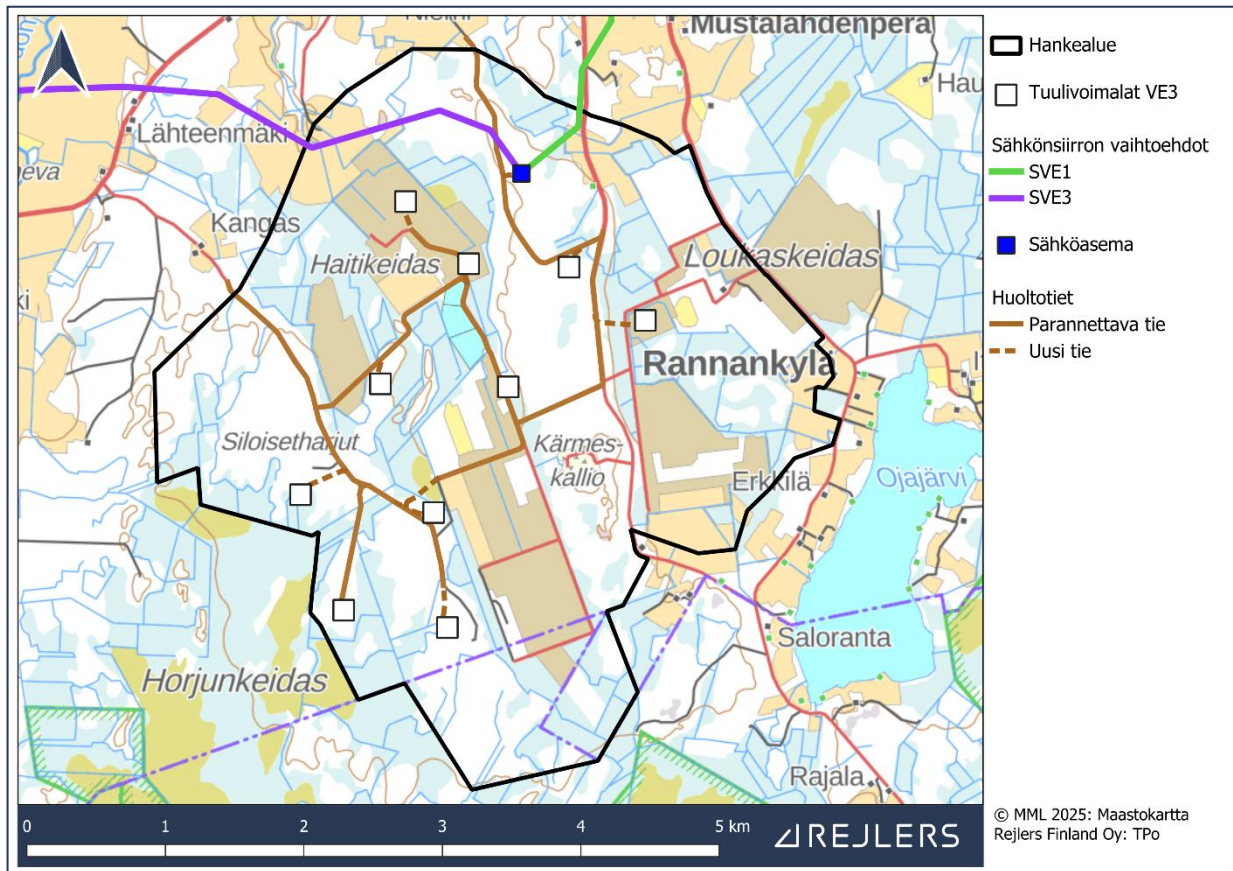 Nieini
Mustalahdenperä
Hau
Lähteenmäki
neva
Kangas
Haitikeidas
Loukaskeidas
ki
Rannankylä
I
Siloisetharjut
Kärmes-
kallio
Erkkilä
Ojajärvi
Saloranta
Horjunkeidas
Rajala
0 1 2 3 4 5 km
REJLERS
Hankealue
Tuulivoimalat VE3
Sähkönsiirron vaihtoehdot
SVE1
SVE3
Sähköasema
Huoltotiet
Parannettava tie
Uusi tie
© MML 2025: Maastokartta
Rejlers Finland Oy: TPo